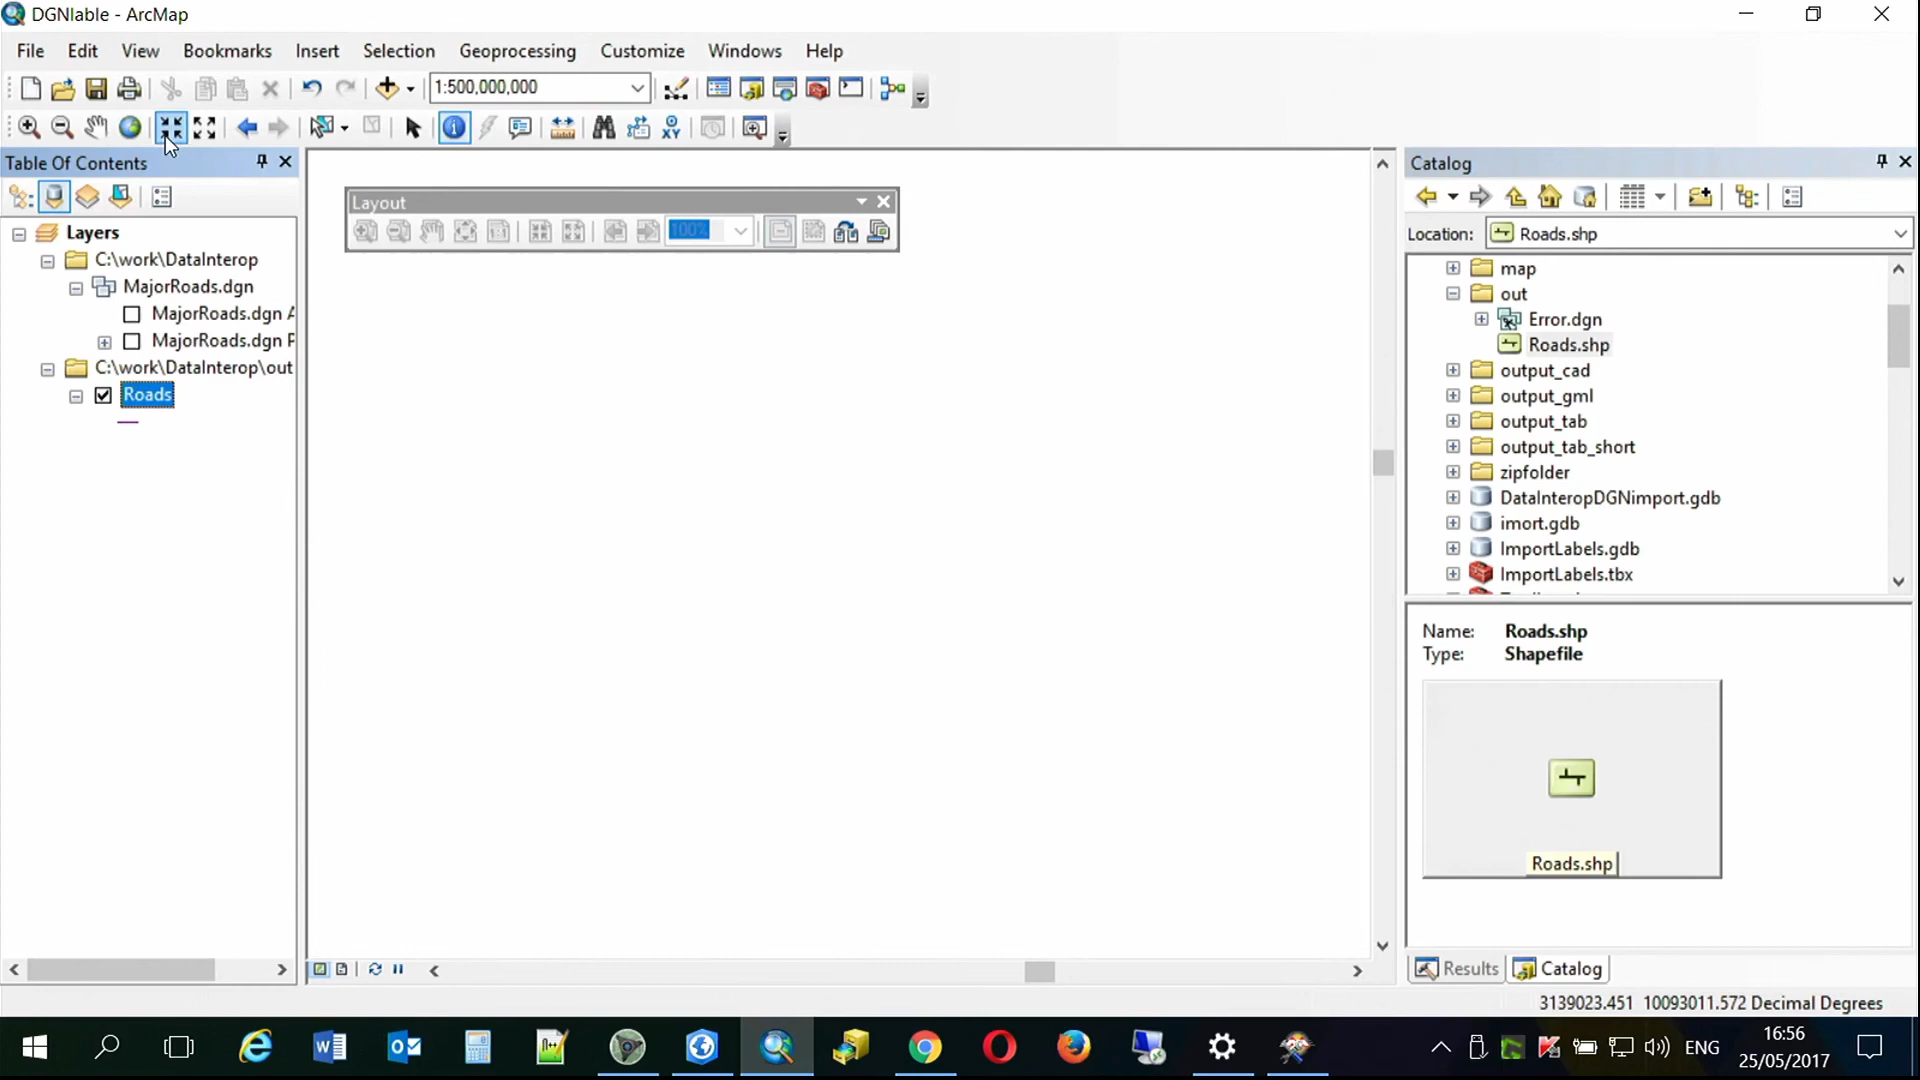 DGNlable - ArcMap
File Edit View Bookmarks Insert Selection Geoprocessing Customize Windows Help
1:500,000,000
XY
Table Of Contents
Layers
C:\work\DataInterop
MajorRoads.dgn
MajorRoads.dgn A
MajorRoads.dgn P
C:\work\DataInterop\out
Roads
Layout
100%
Catalog
Location: Roads.shp
map
out
Error.dgn
Roads.shp
output_cad
output_gml
output_tab
output_tab_short
zipfolder
DataInteropDGNimport.gdb
imort.gdb
ImportLabels.gdb
ImportLabels.tbx
Name: Roads.shp
Type: Shapefile
Roads.shp
Results Catalog
3139023.451 10093011.572 Decimal Degrees
ENG
16:56
25/05/2017